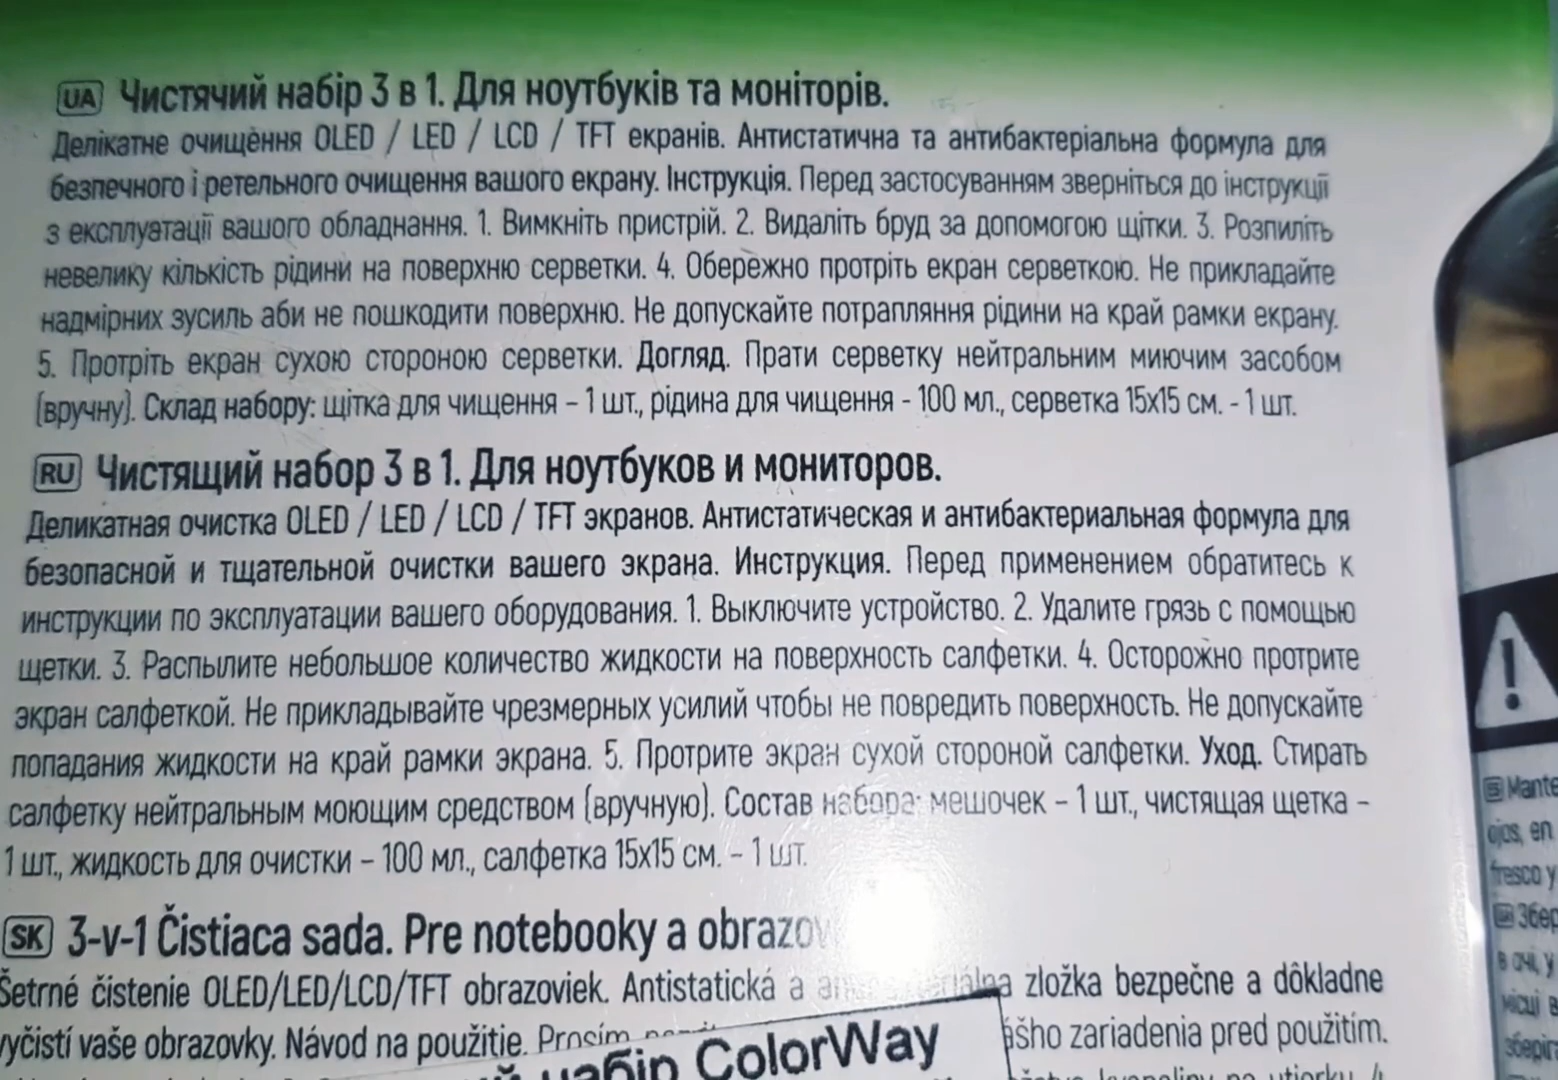 UA Чистячий набір 3 в 1. Для ноутбуків та моніторів.
Делікатне очищення OLED / LED / LCD / TFT екранів. Антистатична та антибактеріальна формула для
безпечного і ретельного очищення вашого екрану. Інструкція. Перед застосуванням зверніться до інструкції
з експлуатації вашого обладнання. 1. Вимкніть пристрій. 2. Видаліть бруд за допомогою щітки. 3. Розпиліть
невелику кількість рідини на поверхню серветки. 4. Обережно протріть екран серветкою. Не прикладайте
надмірних зусиль аби не пошкодити поверхню. Не допускайте потрапляння рідини на край рамки екрану.
5. Протріть екран сухою стороною серветки. Догляд. Прати серветку нейтральним миючим засобом
(вручну). Склад набору: щітка для чищення – 1 шт., рідина для чищення - 100 мл., серветка 15х15 см. - 1 шт.
RU Чистящий набор 3 в 1. Для ноутбуков и мониторов.
Деликатная очистка OLED / LED / LCD / TFT экранов. Антистатическая и антибактериальная формула для
безопасной и тщательной очистки вашего экрана. Инструкция. Перед применением обратитесь к
инструкции по эксплуатации вашего оборудования. 1. Выключите устройство. 2. Удалите грязь с помощью
щетки. 3. Распылите небольшое количество жидкости на поверхность салфетки. 4. Осторожно протрите
экран салфеткой. Не прикладывайте чрезмерных усилий чтобы не повредить поверхность. Не допускайте
попадания жидкости на край рамки экрана. 5. Протрите экран сухой стороной салфетки. Уход. Стирать
салфетку нейтральным моющим средством (вручную). Состав набора: мешочек – 1 шт., чистящая щетка –
1 шт., жидкость для очистки – 100 мл., салфетка 15х15 см. – 1 шт.
SK 3-v-1 Čistiaca sada. Pre notebooky a
Šetrné čistenie OLED/LED/LCD/TFT obrazoviek. Antistatická a zložka bezpečne a dôkladne
vyčistí vaše obrazovky. Návod na použitie. Prosím zariadenia pred použitím.
набір ColorWay
ojos, en
fresco y
в очі, у